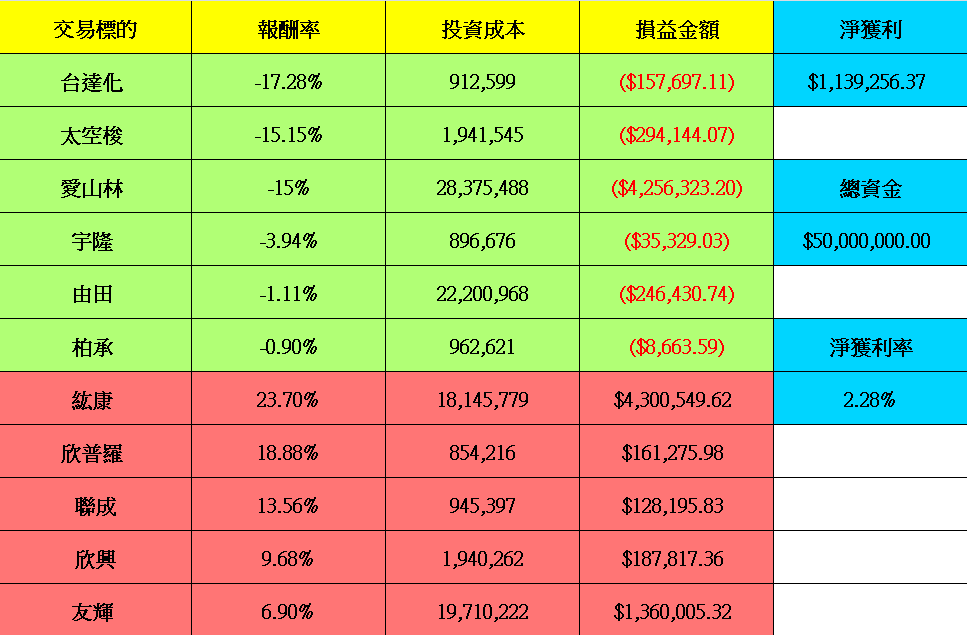 交易標的 報酬率 投資成本 損益金額 淨獲利
台達化 -17.28% 912,599 ($157,697.11) $1,139,256.37
太空梭 -15.15% 1,941,545 ($294,144.07)
愛山林 -15% 28,375,488 ($4,256,323.20) 總資金
宇隆 -3.94% 896,676 ($35,329.03) $50,000,000.00
由田 -1.11% 22,200,968 ($246,430.74)
柏承 -0.90% 962,621 ($8,663.59) 淨獲利率
紘康 23.70% 18,145,779 $4,300,549.62 2.28%
欣普羅 18.88% 854,216 $161,275.98
聯成 13.56% 945,397 $128,195.83
欣興 9.68% 1,940,262 $187,817.36
友輝 6.90% 19,710,222 $1,360,005.32